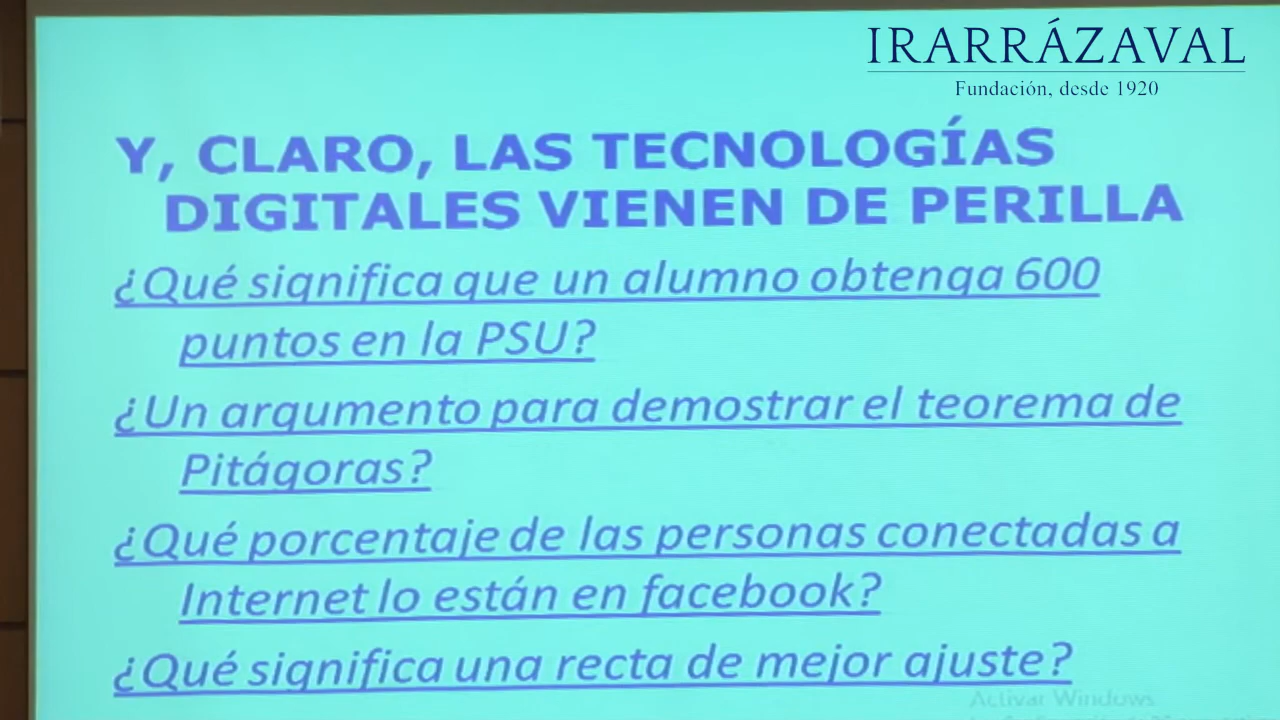 IRARRÁZAVAL
Fundación, desde 1920
Y, CLARO, LAS TECNOLOGÍAS
DIGITALES VIENEN DE PERILLA
¿Qué significa que un alumno obtenga 600
puntos en la PSU?
¿Un argumento para demostrar el teorema de
Pitágoras?
¿Qué porcentaje de las personas conectadas a
Internet lo están en facebook?
¿Qué significa una recta de mejor ajuste?
Activar Windows